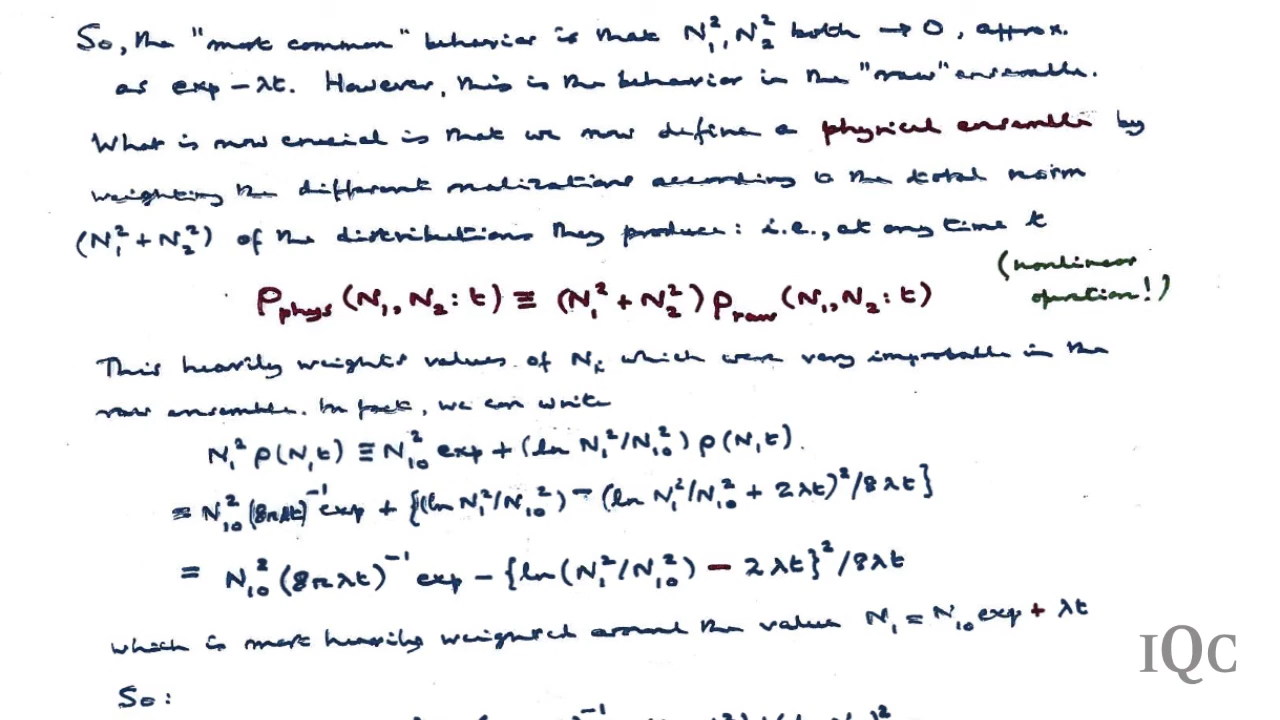 So, the "most common" behavior is that N₁², N₂² both → 0, approx.
as exp − λt. However, this is the behavior in the "raw" ensemble.
What is now crucial is that we now define a physical ensemble by
weighting the different realizations according to the total norm
(N₁² + N₂²) of the distributions they produce: i.e., at any time t
(nonlinear
operation!)
ρ_phys (N₁, N₂ : t) ≡ (N₁² + N₂²) ρ_raw (N₁, N₂ : t)
This heavily weights values of Nᵢ which were very improbable in the
raw ensemble. In fact, we can write
N₁² ρ(N₁t) ≡ N₁₀² exp + (ln N₁²/N₁₀²) ρ(N₁t).
= N₁₀² (8πλt)⁻¹ exp + {(ln N₁²/N₁₀²) − (ln N₁²/N₁₀² + 2λt)²/8λt}
= N₁₀² (8πλt)⁻¹ exp − {ln(N₁²/N₁₀²) − 2λt}²/8λt
which is most heavily weighted around the value N₁ = N₁₀ exp + λt
IQC
So: